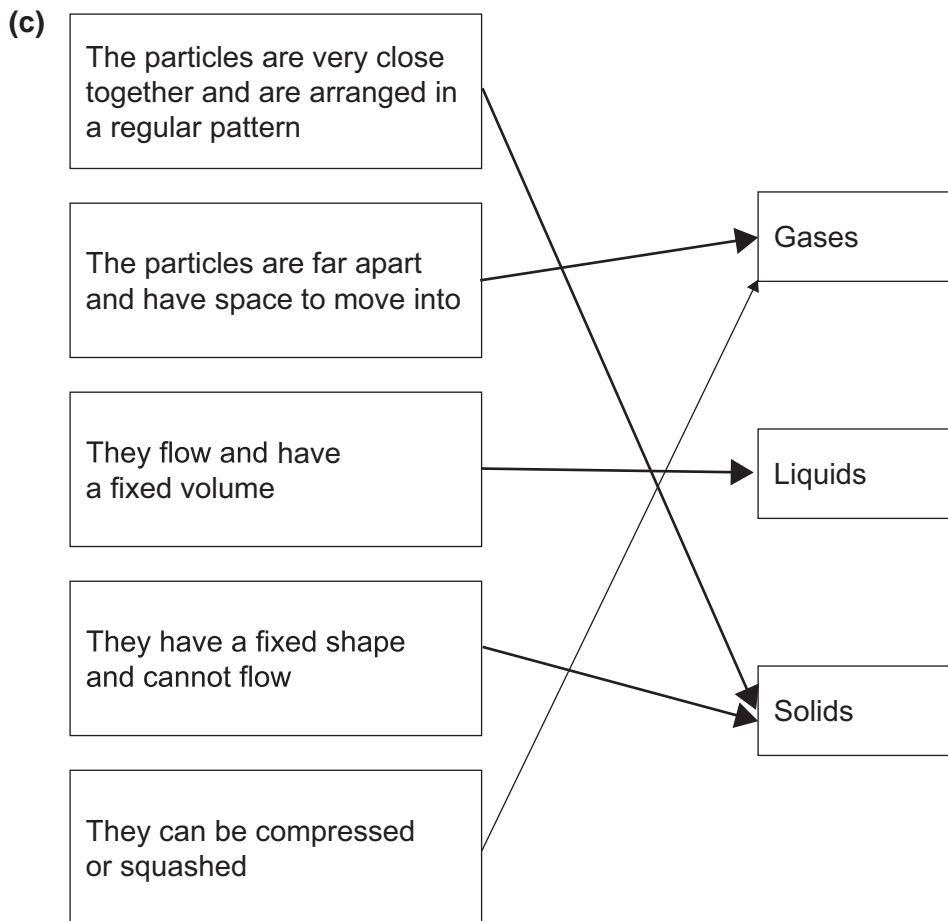 (c)
The particles are very close
together and are arranged in
a regular pattern
The particles are far apart
and have space to move into
They flow and have
a fixed volume
They have a fixed shape
and cannot flow
They can be compressed
or squashed
Gases
Liquids
Solids